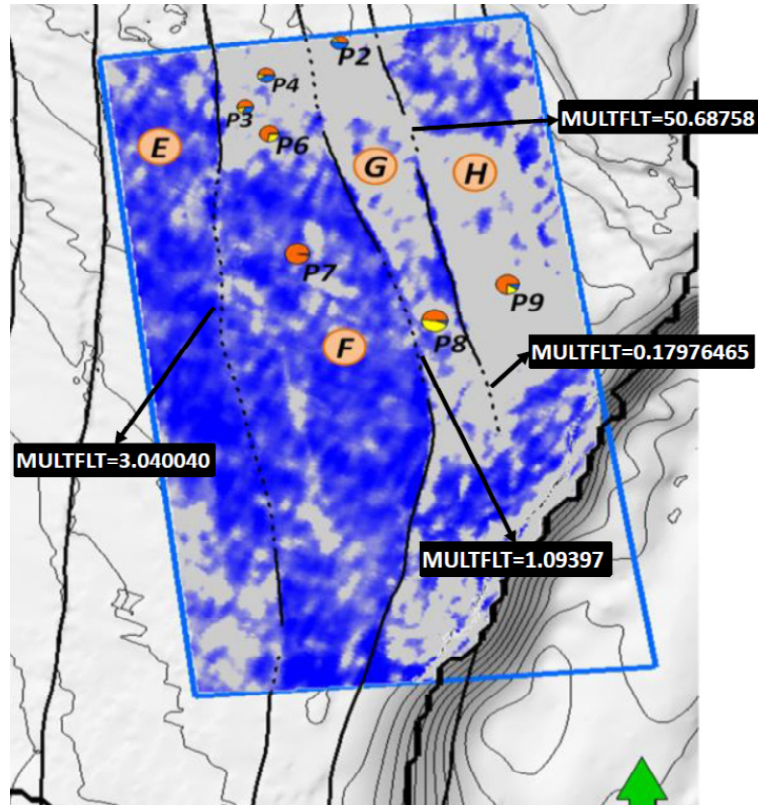 P2
P4
P3
MULTFLT=50.68758
P6
E
G
H
P7
P9
P8
F
MULTFLT=0.17976465
MULTFLT=3.040040
MULTFLT=1.09397